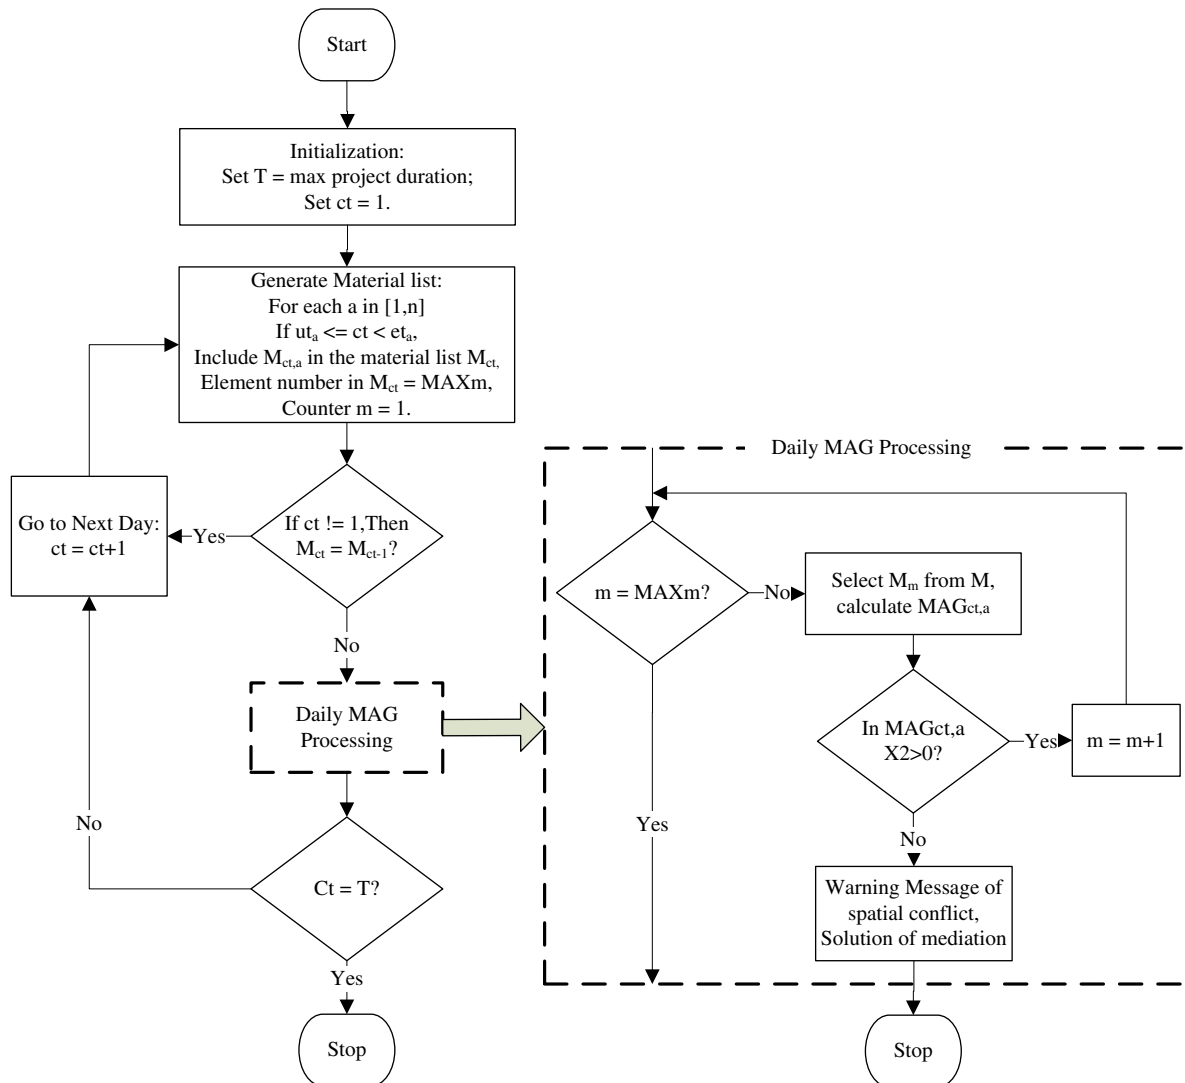 Start
Initialization:
Set T = max project duration;
Set ct = 1.
Generate Material list:
For each a in [1,n]
If uta <= ct < eta,
Include Mct,a in the material list Mct,
Element number in Mct = MAXm,
Counter m = 1.
If ct != 1,Then
Mct = Mct-1?
Yes
Go to Next Day:
ct = ct+1
No
Daily MAG
Processing
Ct = T?
No
Yes
Stop
Daily MAG Processing
m = MAXm?
No
Select Mm from M,
calculate MAGct,a
In MAGct,a
X2>0?
Yes
m = m+1
Yes
No
Warning Message of
spatial conflict,
Solution of mediation
Stop